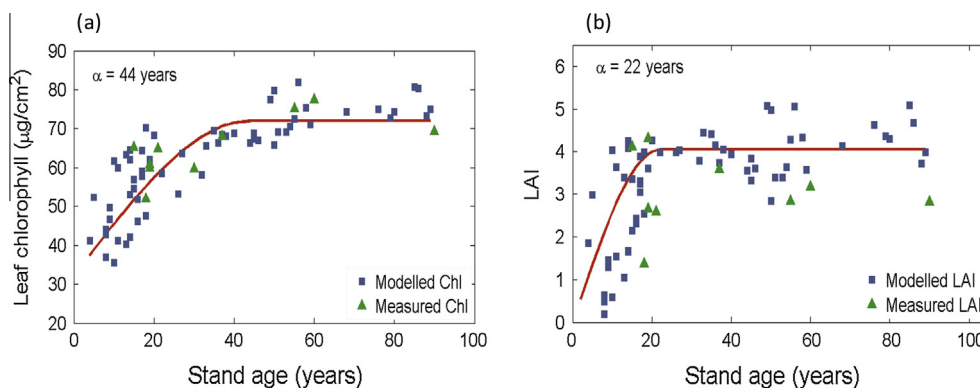 (a)
α = 44 years
Leaf chlorophyll (μg/cm²)
90
80
70
60
50
40
30
20
0 20 40 60 80 100
Stand age (years)
Modelled Chl
Measured Chl
(b)
α = 22 years
LAI
6
5
4
3
2
1
0
0 20 40 60 80 100
Stand age (years)
Modelled LAI
Measured LAI